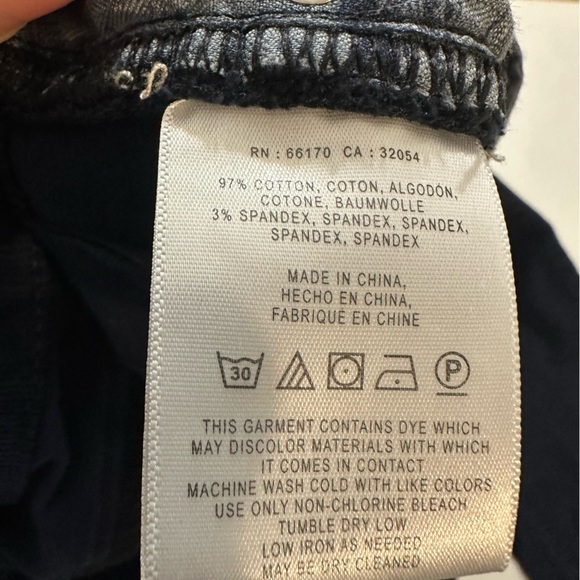 RN : 66170 CA : 32054
97% COTTON, COTON, ALGODÓN,
COTONE, BAUMWOLLE
3% SPANDEX, SPANDEX, SPANDEX,
SPANDEX, SPANDEX
MADE IN CHINA,
HECHO EN CHINA,
FABRIQUÉ EN CHINE
30 P
THIS GARMENT CONTAINS DYE WHICH
MAY DISCOLOR MATERIALS WITH WHICH
IT COMES IN CONTACT
MACHINE WASH COLD WITH LIKE COLORS
USE ONLY NON-CHLORINE BLEACH
TUMBLE DRY LOW
LOW IRON AS NEEDED
MAY BE DRY CLEANED